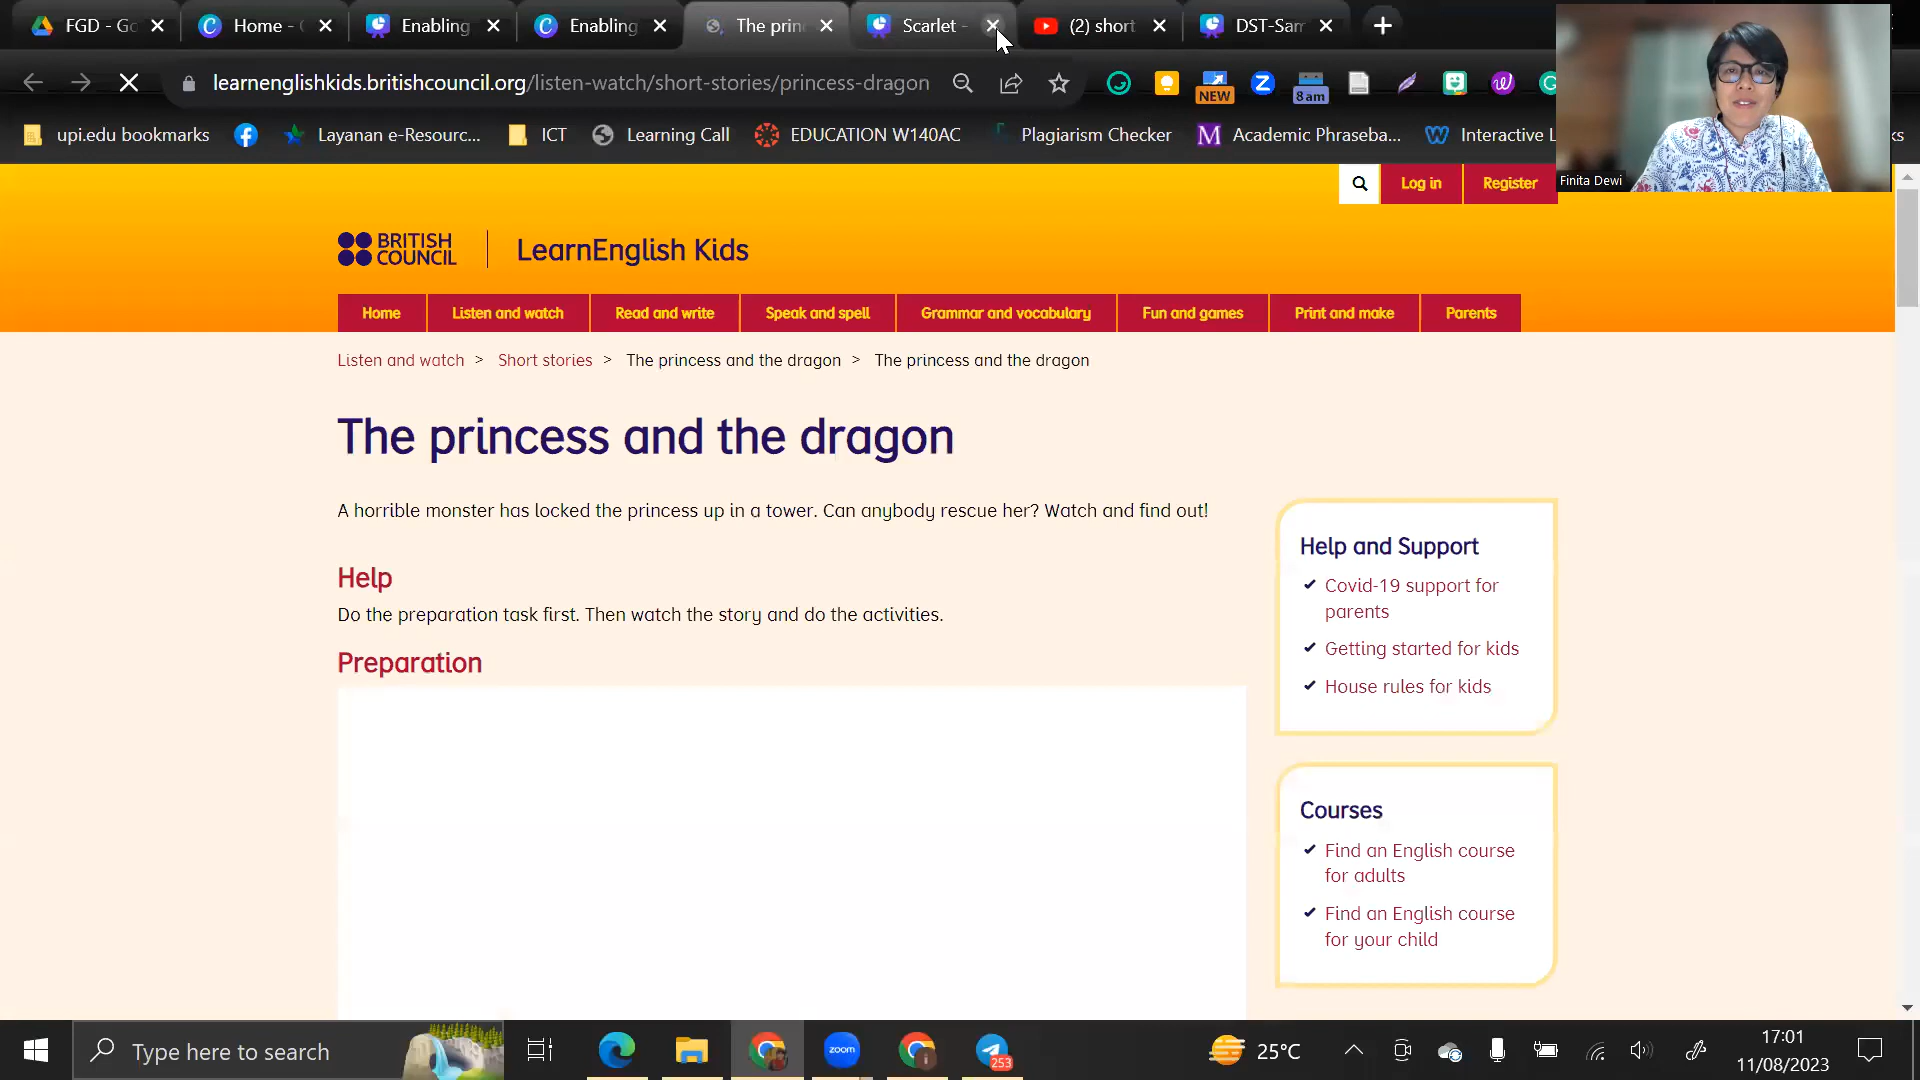 FGD - Go
Home -
Enabling
Enabling
The prin
Scarlet -
(2) short
DST-Sam
learnenglishkids.britishcouncil.org/listen-watch/short-stories/princess-dragon
NEW
8 am
upi.edu bookmarks
Layanan e-Resourc...
ICT
Learning Call
EDUCATION W140AC
Plagiarism Checker
Academic Phraseba...
Interactive L
Finita Dewi
Log in
Register
BRITISH
COUNCIL
LearnEnglish Kids
Home
Listen and watch
Read and write
Speak and spell
Grammar and vocabulary
Fun and games
Print and make
Parents
Listen and watch > Short stories > The princess and the dragon > The princess and the dragon
The princess and the dragon
A horrible monster has locked the princess up in a tower. Can anybody rescue her? Watch and find out!
Help
Do the preparation task first. Then watch the story and do the activities.
Preparation
Help and Support
Covid-19 support for
parents
Getting started for kids
House rules for kids
Courses
Find an English course
for adults
Find an English course
for your child
Type here to search
zoom
253
25°C
17:01
11/08/2023